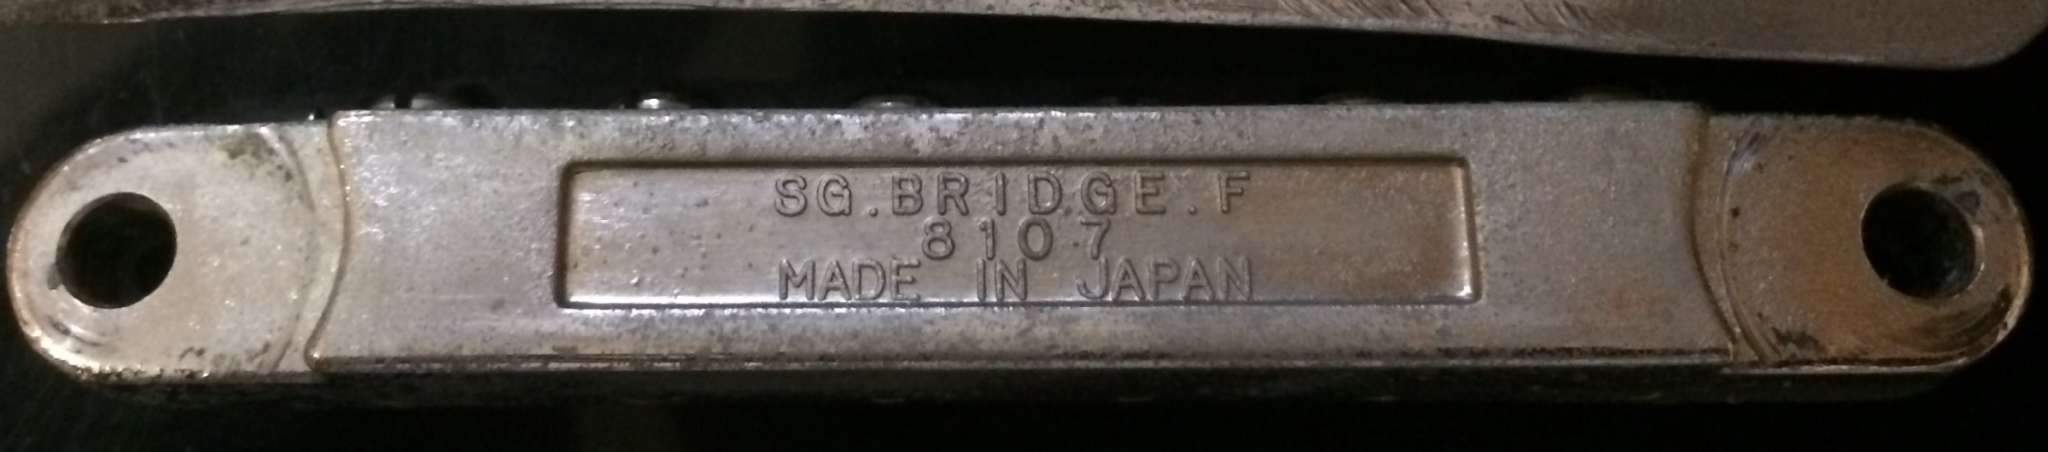 SG.BRIDGE.F
8107
MADE IN JAPAN